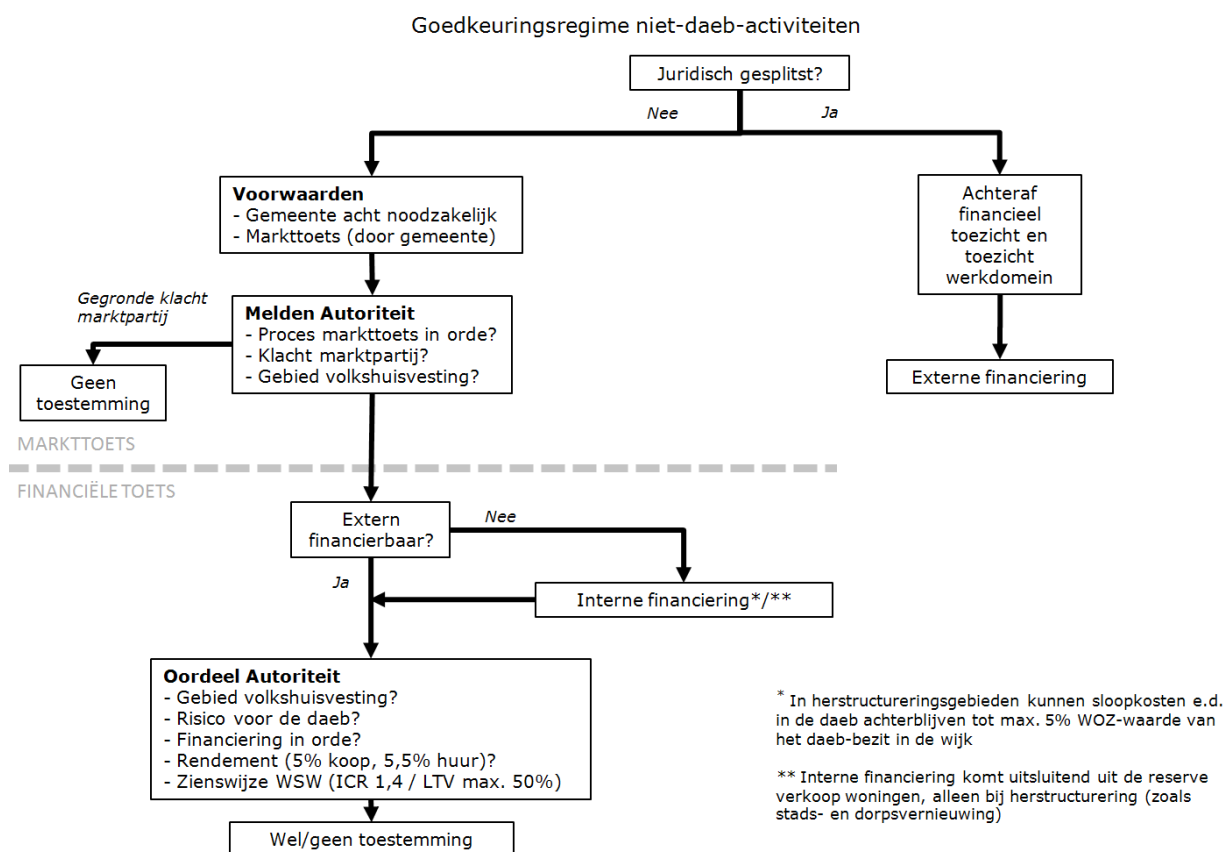 Goedkeuringsregime niet-daeb-activiteiten
Juridisch gesplitst?
Nee
Ja
Voorwaarden
- Gemeente acht noodzakelijk
- Markttoets (door gemeente)
Achteraf
financieel
toezicht en
toezicht
werkdomein
Gegronde klacht
marktpartij
Melden Autoriteit
- Proces markttoets in orde?
- Klacht marktpartij?
- Gebied volkshuisvesting?
Geen
toestemming
Externe financiering
MARKTTOETS
FINANCIËLE TOETS
Extern
financierbaar?
Nee
Ja
Interne financiering*/**
Oordeel Autoriteit
- Gebied volkshuisvesting?
- Risico voor de daeb?
- Financiering in orde?
- Rendement (5% koop, 5,5% huur)?
- Zienswijze WSW (ICR 1,4 / LTV max. 50%)
Wel/geen toestemming
* In herstructureringsgebieden kunnen sloopkosten e.d.
in de daeb achterblijven tot max. 5% WOZ-waarde van
het daeb-bezit in de wijk
** Interne financiering komt uitsluitend uit de reserve
verkoop woningen, alleen bij herstructurering (zoals
stads- en dorpsvernieuwing)